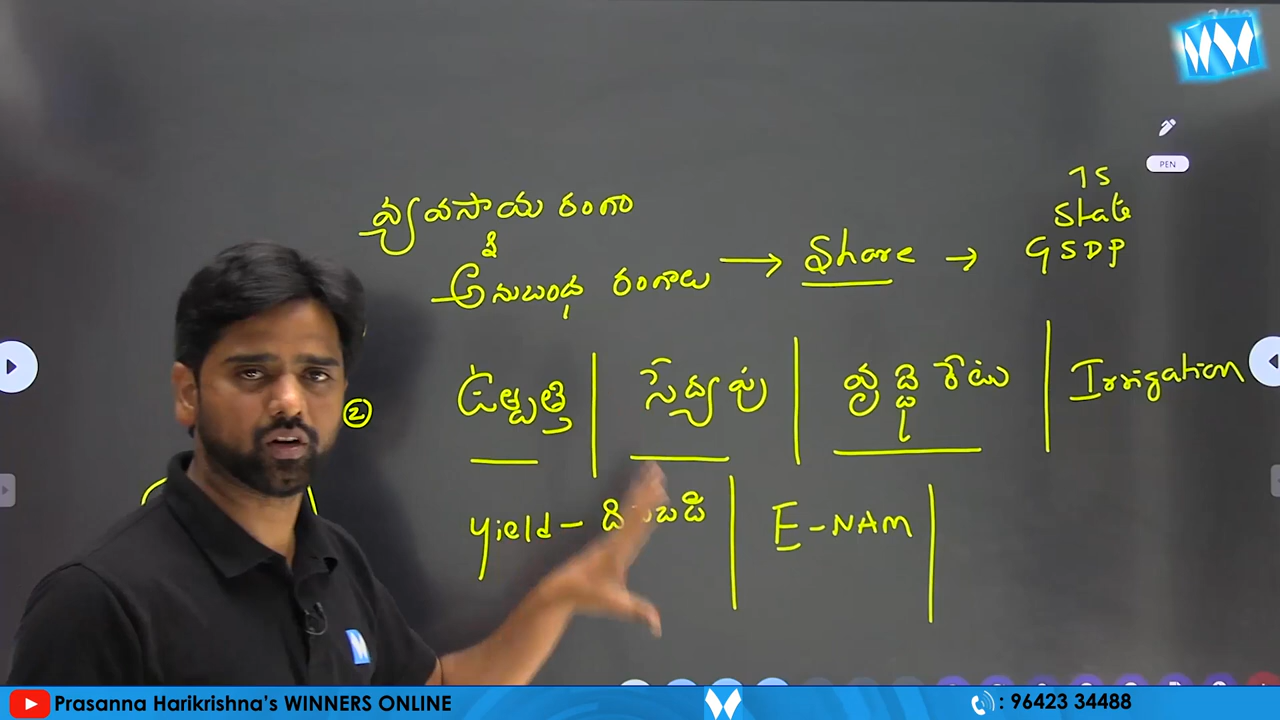 TS
State
GSDP
వ్యవసాయ రంగా
&
అనుబంధ రంగాలు → Share →
② ఉత్పత్తి | సేద్యపు | వృద్ధి రేటు | Irrigation
Yield - | E-NAM |
PEN
Prasanna Harikrishna's WINNERS ONLINE
: 96423 34488